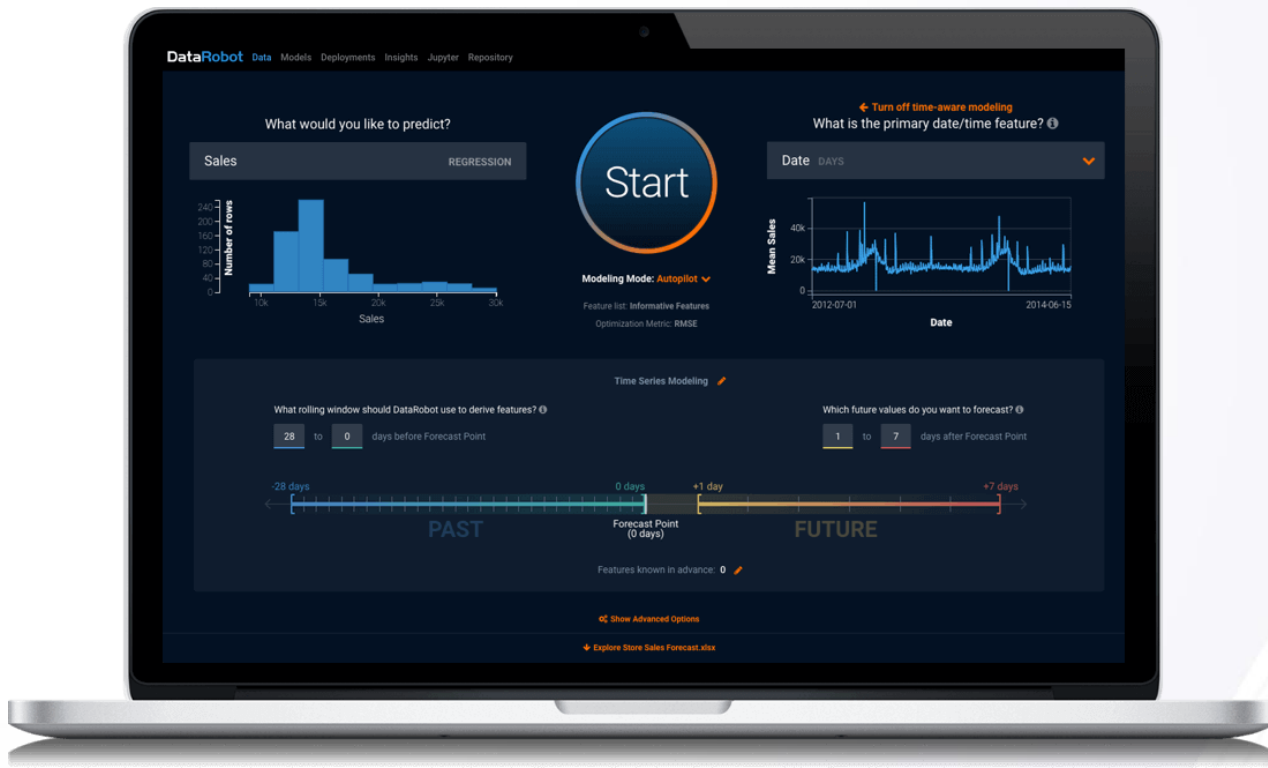 DataRobot Data Models Deployments Insights Jupyter Repository
What would you like to predict?
Sales REGRESSION
Number of rows
240
200
160
120
80
40
0
10k 15k 20k 25k 30k
Sales
Start
Modeling Mode: Autopilot
Feature list: Informative Features
Optimization Metric: RMSE
Turn off time-aware modeling
What is the primary date/time feature?
Date DAYS
Mean Sales
40k
20k
0
2012-07-01 2014-06-15
Date
Time Series Modeling
What rolling window should DataRobot use to derive features?
28 to 0 days before Forecast Point
Which future values do you want to forecast?
1 to 7 days after Forecast Point
-28 days 0 days +1 day +7 days
PAST
Forecast Point
(0 days)
FUTURE
Features known in advance: 0
Show Advanced Options
Explore Store Sales Forecast.xlsx